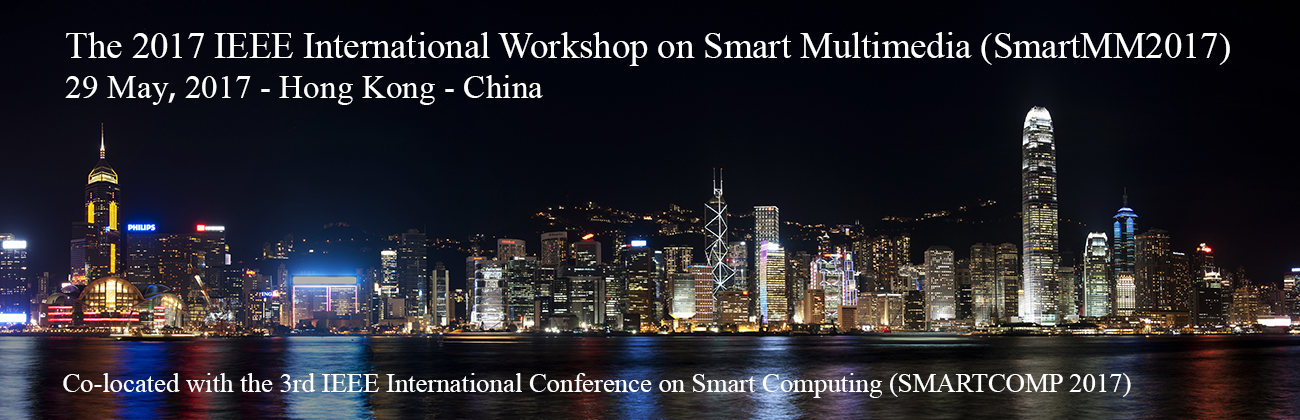 The 2017 IEEE International Workshop on Smart Multimedia (SmartMM2017)
29 May, 2017 - Hong Kong - China
PHILIPS
Co-located with the 3rd IEEE International Conference on Smart Computing (SMARTCOMP 2017)